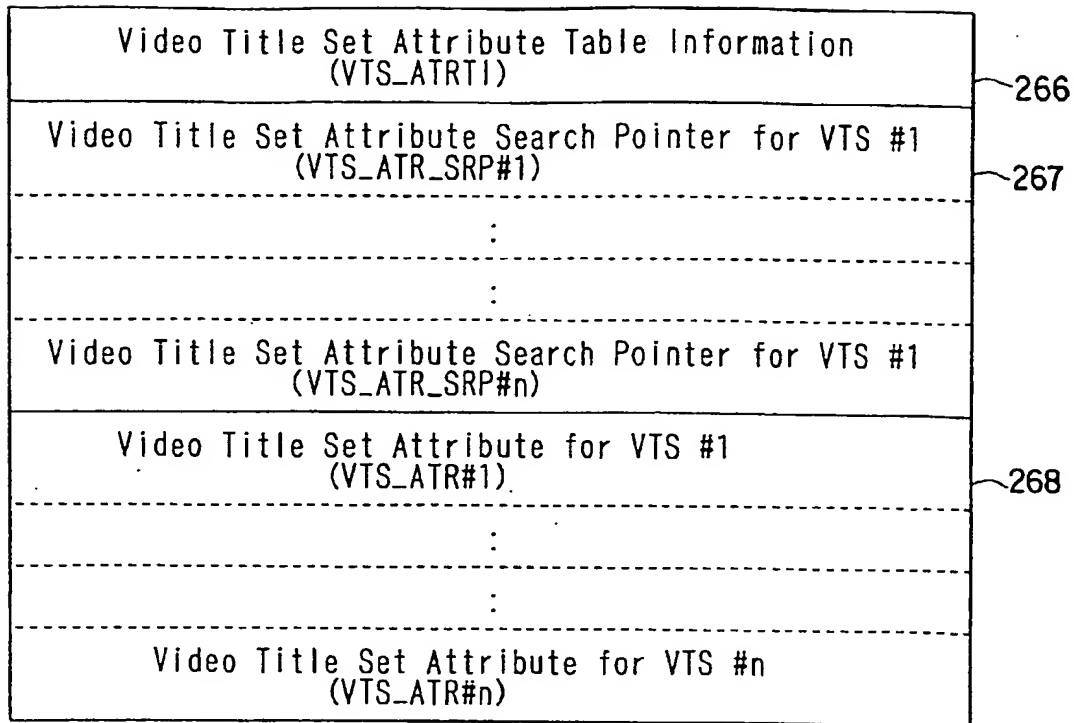 Video Title Set Attribute Table Information
(VTS_ATRTI)
266
Video Title Set Attribute Search Pointer for VTS #1
(VTS_ATR_SRP#1)
267
:
:
Video Title Set Attribute Search Pointer for VTS #1
(VTS_ATR_SRP#n)
Video Title Set Attribute for VTS #1
(VTS_ATR#1)
268
:
:
Video Title Set Attribute for VTS #n
(VTS_ATR#n)